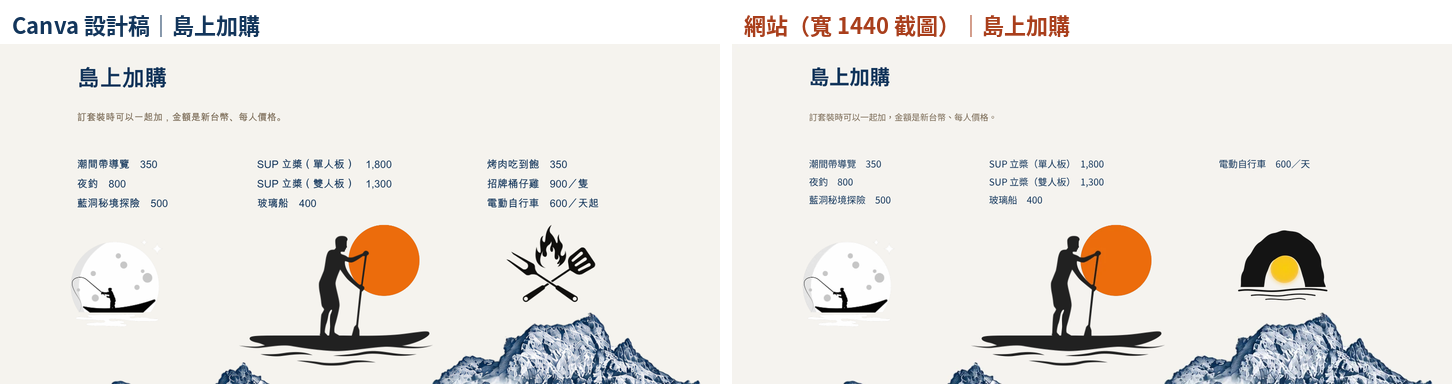 Canva 設計稿｜島上加購
島上加購
訂套裝時可以一起加，金額是新台幣、每人價格。
潮間帶導覽　350
夜釣　800
藍洞秘境探險　500
SUP 立槳（單人板）　1,800
SUP 立槳（雙人板）　1,300
玻璃船　400
烤肉吃到飽　350
招牌桶仔雞　900／隻
電動自行車　600／天起
網站（寬 1440 截圖）｜島上加購
島上加購
訂套裝時可以一起加，金額是新台幣、每人價格。
潮間帶導覽　350
夜釣　800
藍洞秘境探險　500
SUP 立槳（單人板）　1,800
SUP 立槳（雙人板）　1,300
玻璃船　400
電動自行車　600／天